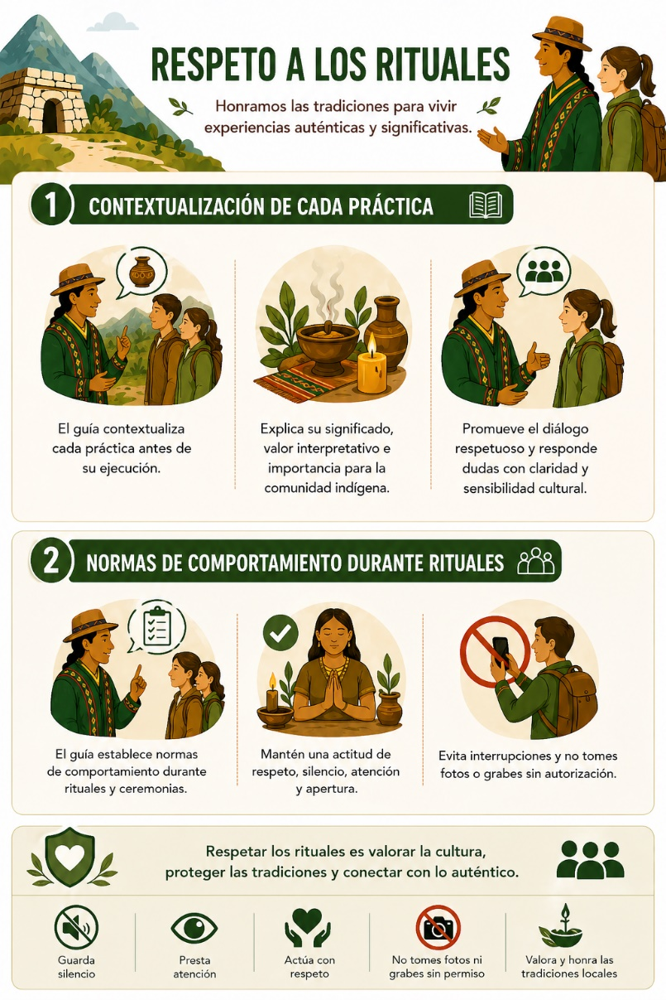 RESPETO A LOS RITUALES
Honramos las tradiciones para vivir
experiencias auténticas y significativas.
1
CONTEXTUALIZACIÓN DE CADA PRÁCTICA
El guía contextualiza
cada práctica antes de
su ejecución.
Explica su significado,
valor interpretativo e
importancia para la
comunidad indígena.
Promueve el diálogo
respetuoso y responde
dudas con claridad y
sensibilidad cultural.
2
NORMAS DE COMPORTAMIENTO DURANTE RITUALES
El guía establece normas
de comportamiento durante
rituales y ceremonias.
Mantén una actitud de
respeto, silencio, atención
y apertura.
Evita interrupciones y no tomes
fotos o grabes sin autorización.
Respetar los rituales es valorar la cultura,
proteger las tradiciones y conectar con lo auténtico.
Guarda
silencio
Presta
atención
Actúa con
respeto
No tomes fotos ni
grabes sin permiso
Valora y honra las
tradiciones locales